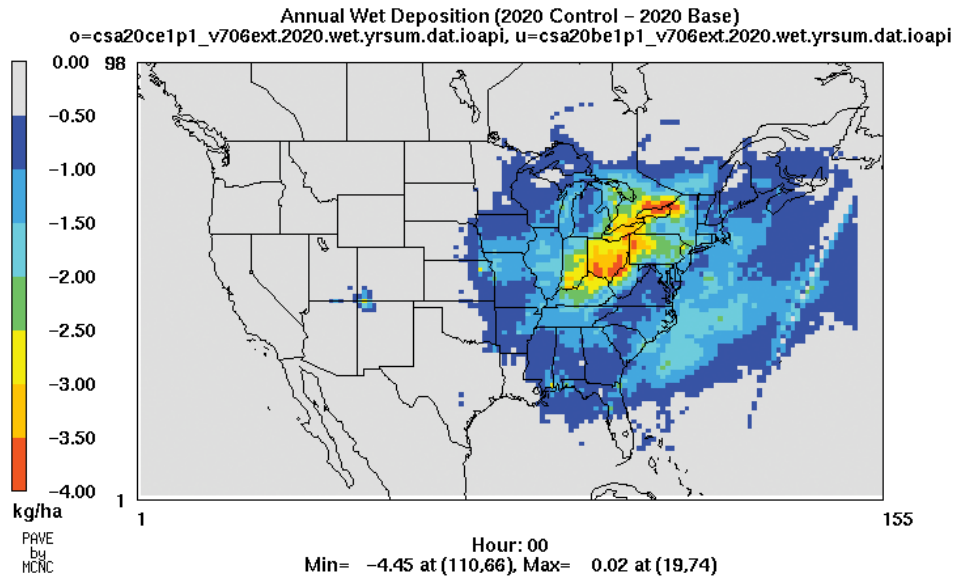 Annual Wet Deposition (2020 Control – 2020 Base)
o=csa20ce1p1_v706ext.2020.wet.yrsum.dat.ioapi, u=csa20be1p1_v706ext.2020.wet.yrsum.dat.ioapi
0.00
98
−0.50
−1.00
−1.50
−2.00
−2.50
−3.00
−3.50
−4.00
1
kg/ha
1
155
PAVE
by
MCNC
Hour: 00
Min= −4.45 at (110,66), Max= 0.02 at (19,74)